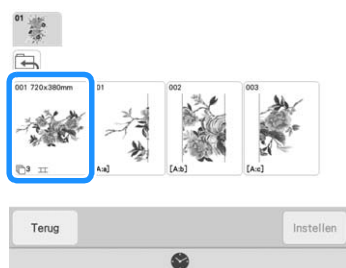 01
001 720x380mm
01
002
003
3
A:a]
[A:b]
[A:c]
Terug
Instellen